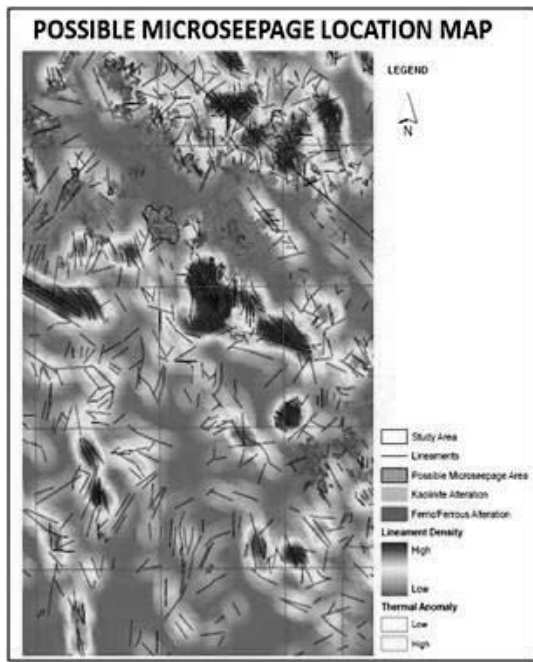 POSSIBLE MICROSEEPAGE LOCATION MAP
LEGEND
N
Study Area
Lineaments
Possible Microseepage Area
Kaolinite Alteration
Ferric/Ferrous Alteration
Lineament Density
High
Low
Thermal Anomaly
Low
High